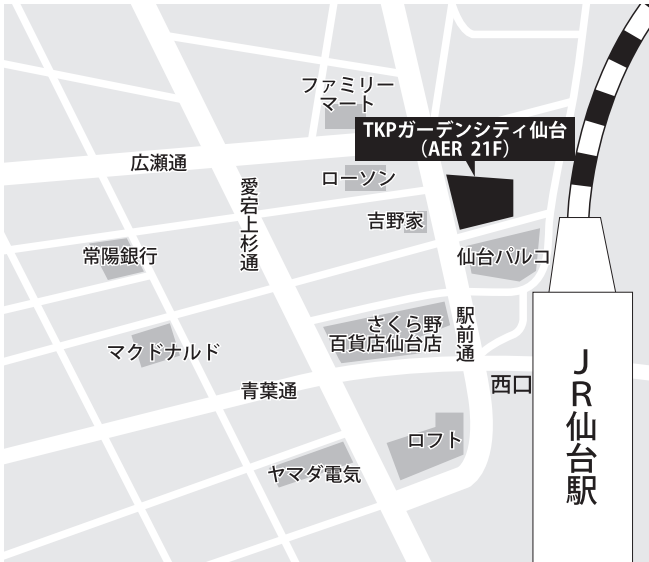 ファミリー
マート
TKPガーデンシティ仙台
（AER 21F）
広瀬通
ローソン
愛宕上杉通
吉野家
常陽銀行
仙台パルコ
さくら野
百貨店仙台店
駅前通
マクドナルド
青葉通
西口
JR仙台駅
ロフト
ヤマダ電気